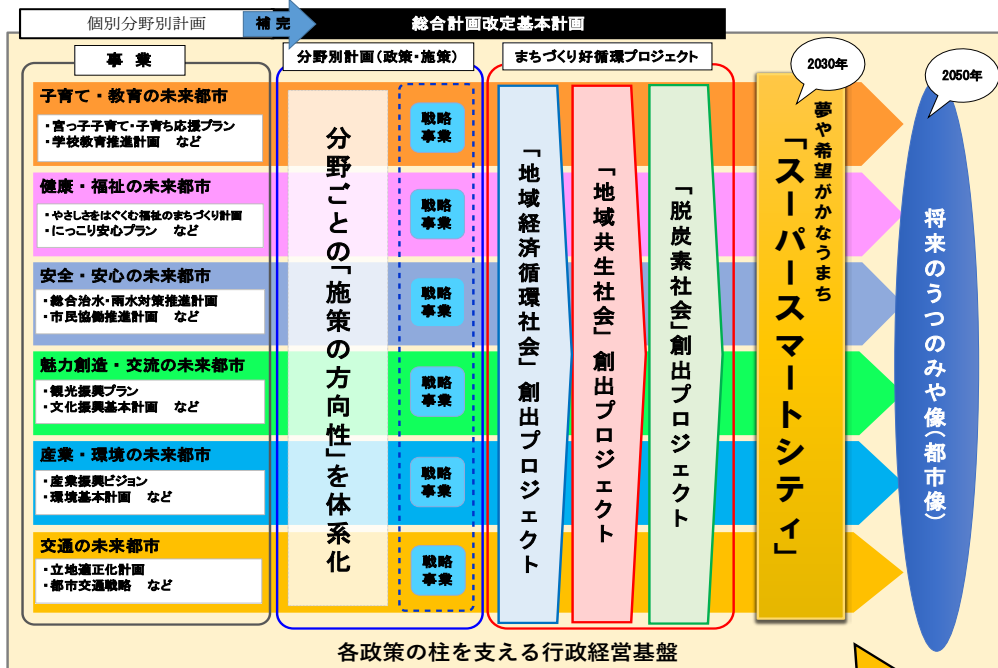 個別分野別計画
補完
総合計画改定基本計画
事業
分野別計画(政策・施策)
まちづくり好循環プロジェクト
2030年
2050年
子育て・教育の未来都市
・宮っ子子育て・子育ち応援プラン
・学校教育推進計画 など
健康・福祉の未来都市
・やさしさをはぐくむ福祉のまちづくり計画
・にっこり安心プラン など
安全・安心の未来都市
・総合治水・雨水対策推進計画
・市民協働推進計画 など
魅力創造・交流の未来都市
・観光振興プラン
・文化振興基本計画 など
産業・環境の未来都市
・産業振興ビジョン
・環境基本計画 など
交通の未来都市
・立地適正化計画
・都市交通戦略 など
分野ごとの「施策の方向性」を体系化
戦略
事業
戦略
事業
戦略
事業
戦略
事業
戦略
事業
戦略
事業
「地域経済循環社会」創出プロジェクト
「地域共生社会」創出プロジェクト
「脱炭素社会」創出プロジェクト
夢や希望がかなうまち
「スーパースマートシティ」
将来のうつのみや像(都市像)
各政策の柱を支える行政経営基盤